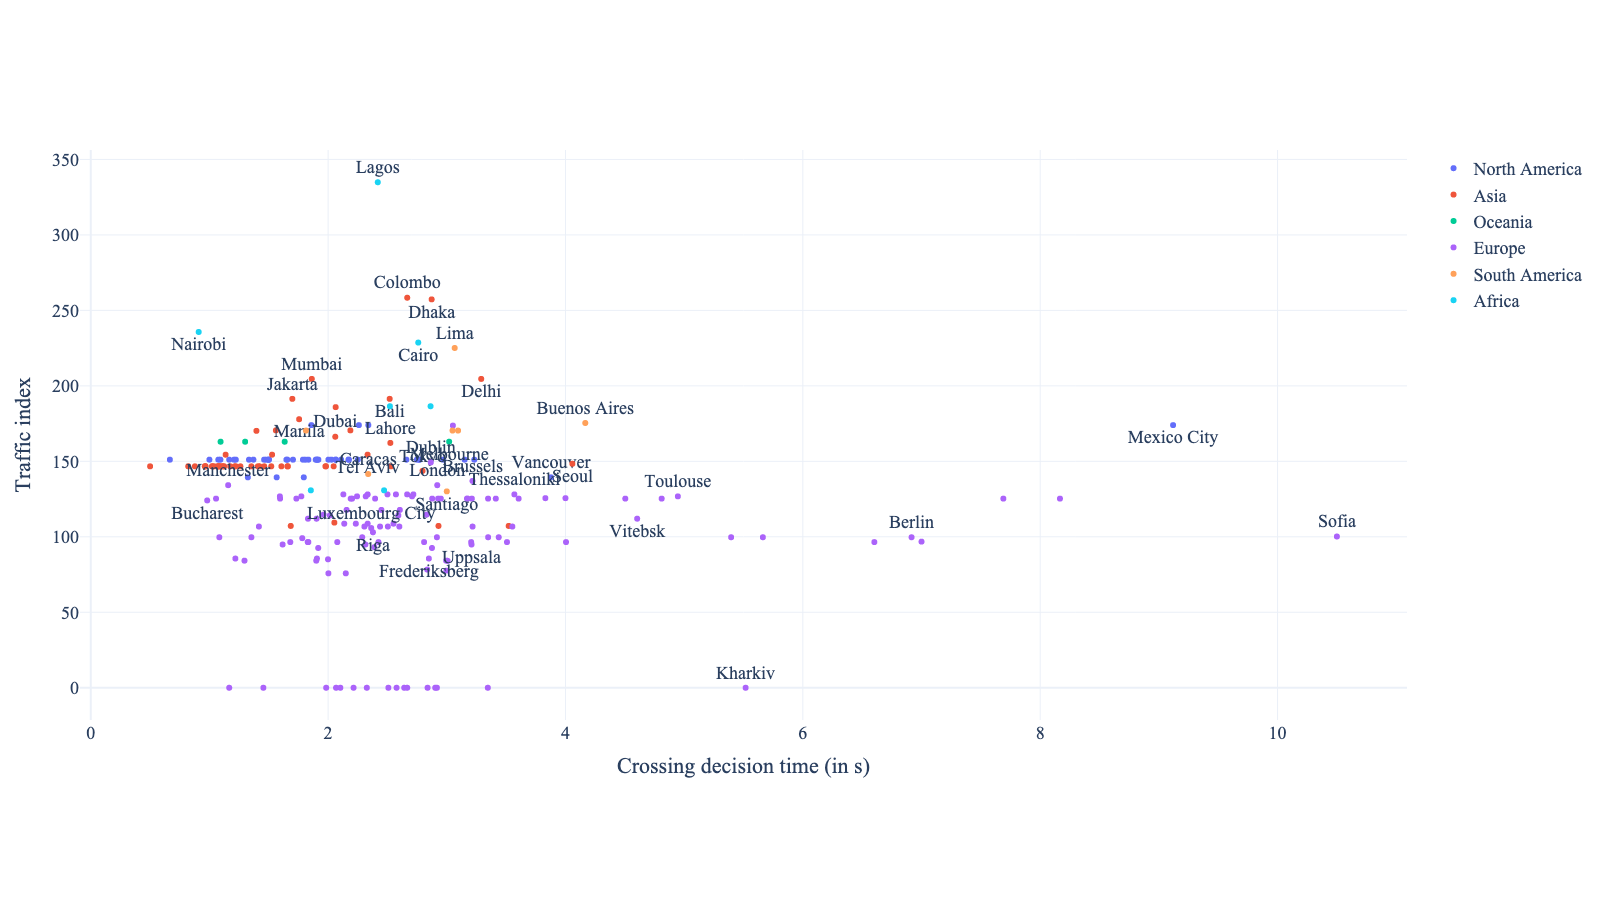 350
Lagos
North America
Asia
Oceania
Europe
South America
Africa
300
Colombo
250
Dhaka
Lima
Nairobi
Cairo
Mumbai
200
Jakarta
Delhi
Bali
Buenos Aires
Dubai
Manila
Lahore
Mexico City
Dublin
Melbourne
Tokyo
150
Caracas
Tel Aviv
Brussels
Vancouver
Manchester
London
Thessaloniki
Seoul
Toulouse
Santiago
Bucharest
Luxembourg City
Berlin
Sofia
100
Vitebsk
Riga
Uppsala
Frederiksberg
50
Kharkiv
0
0 2 4 6 8 10
Traffic index
Crossing decision time (in s)